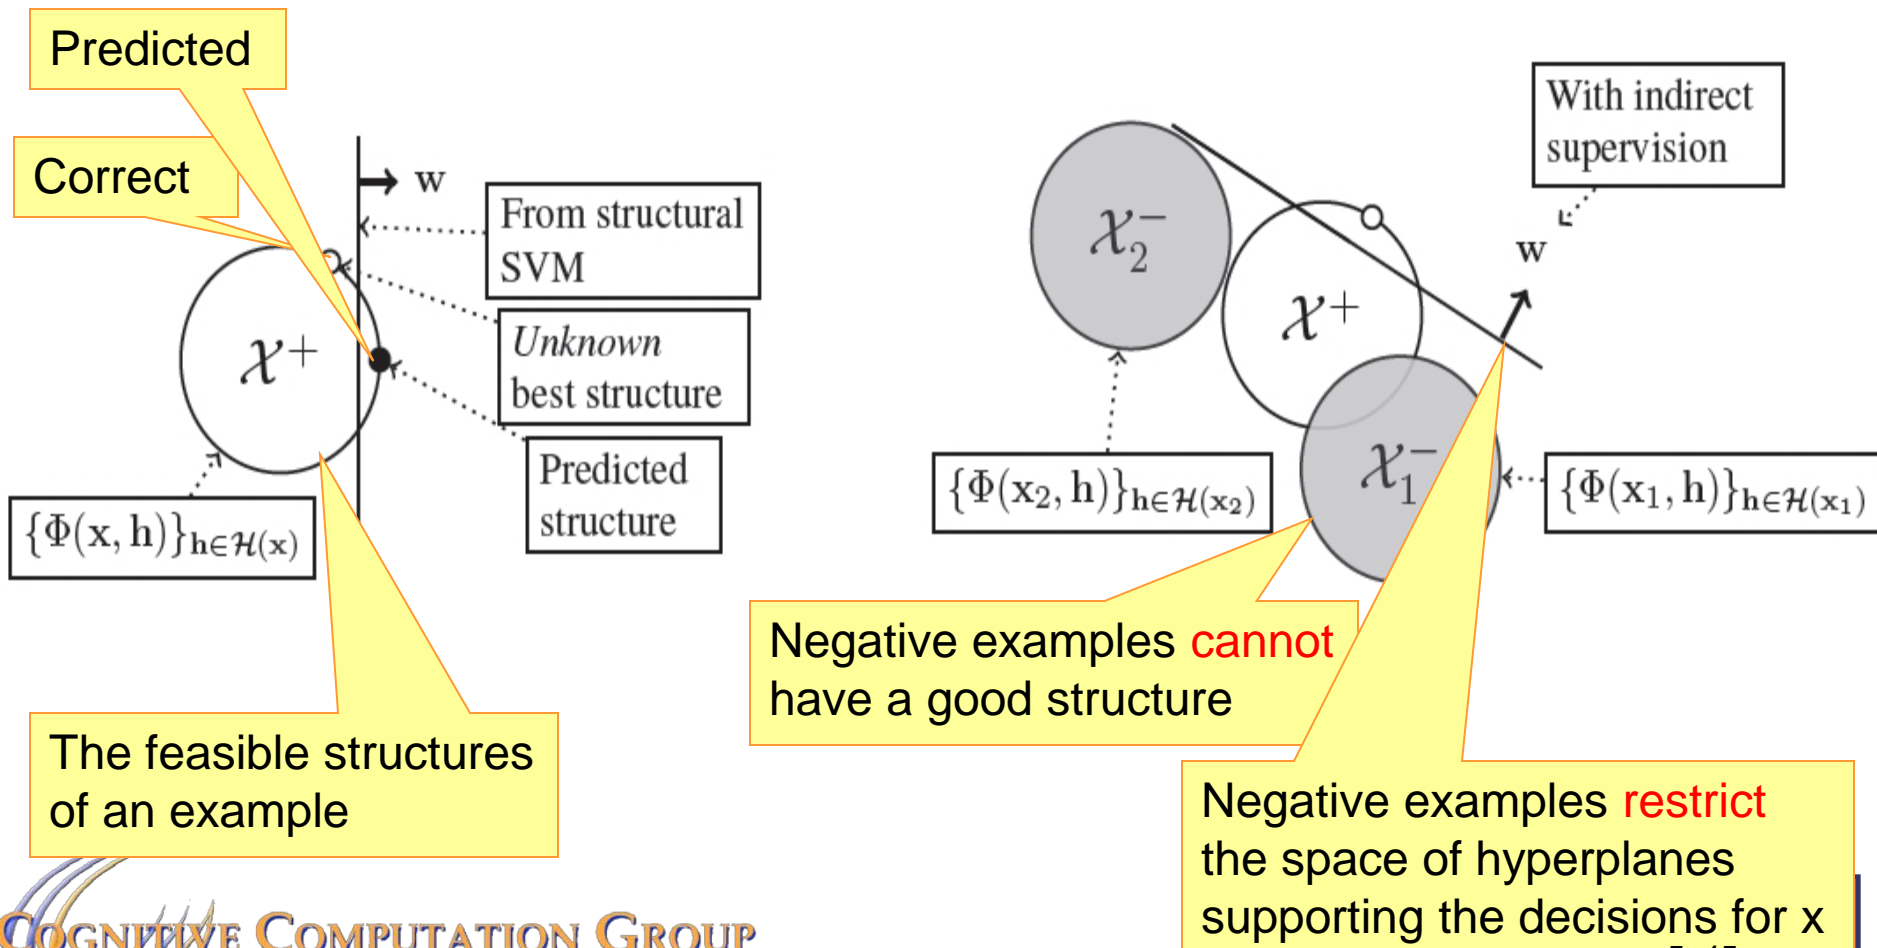 Predicted
Correct
w
From structural
SVM
Unknown
best structure
𝒳+
Predicted
structure
{Φ(x, h)}h∈ℋ(x)
The feasible structures
of an example
With indirect
supervision
w
𝒳2−
𝒳+
𝒳1−
{Φ(x2, h)}h∈ℋ(x2)
{Φ(x1, h)}h∈ℋ(x1)
Negative examples cannot
have a good structure
Negative examples restrict
the space of hyperplanes
supporting the decisions for x
COGNITIVE COMPUTATION GROUP